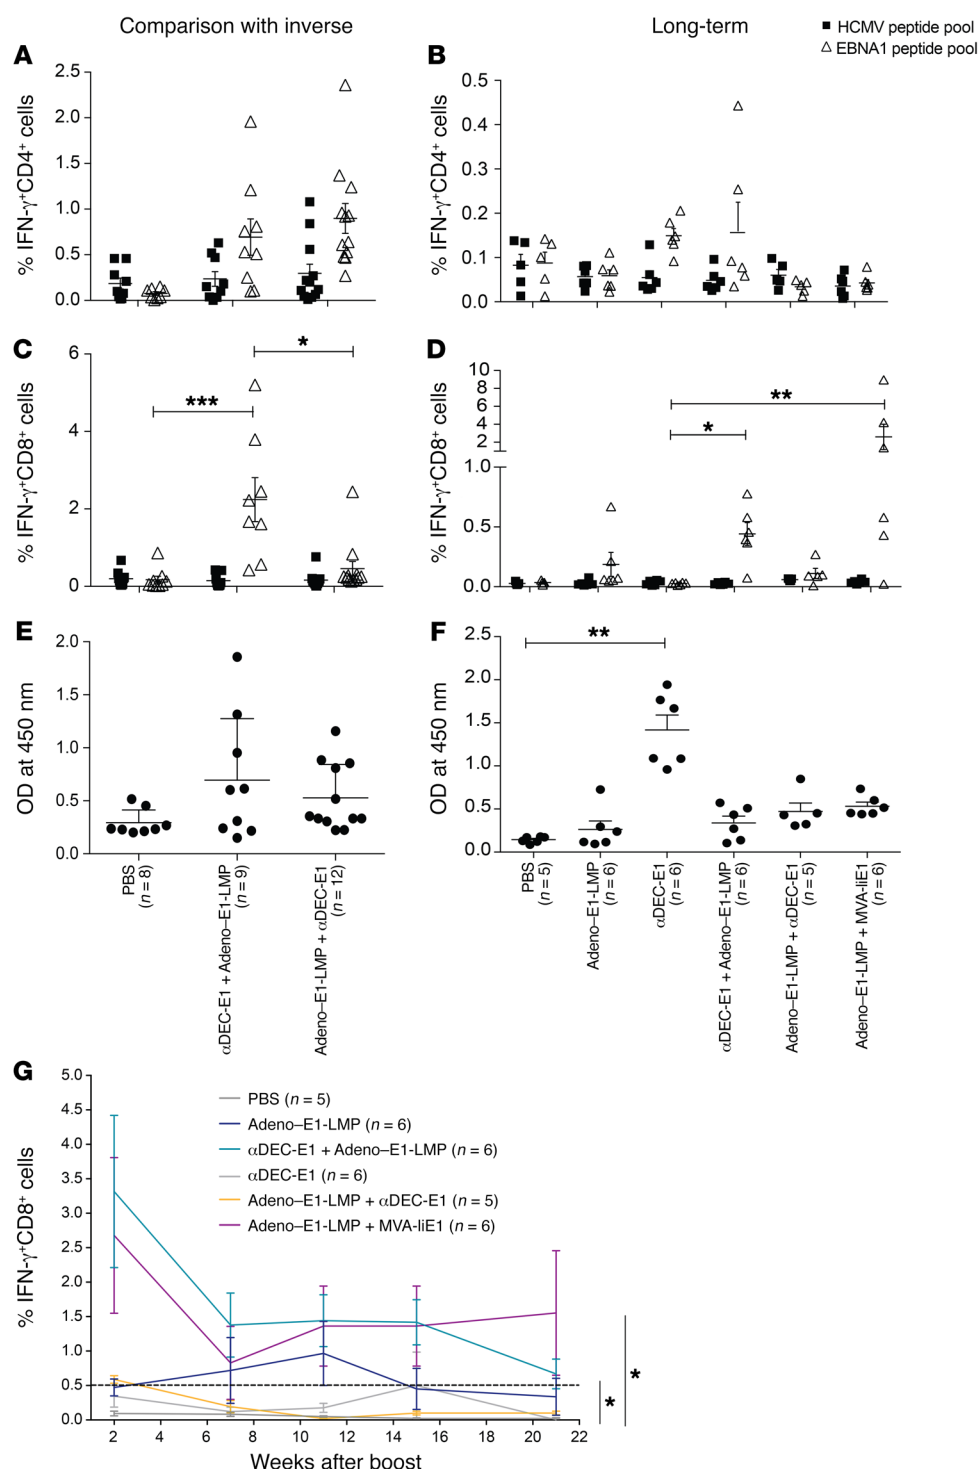 Comparison with inverse
Long-term
HCMV peptide pool
EBNA1 peptide pool
A
% IFN-γ+CD4+ cells
2.5
2.0
1.5
1.0
0.5
0.0
B
% IFN-γ+CD4+ cells
0.5
0.4
0.3
0.2
0.1
0.0
C
% IFN-γ+CD8+ cells
6
4
2
0
***
*
D
% IFN-γ+CD8+ cells
10
8
6
4
2
1.0
0.5
0.0
**
*
E
OD at 450 nm
2.0
1.5
1.0
0.5
0.0
PBS
(n = 8)
αDEC-E1 + Adeno–E1-LMP
(n = 9)
Adeno–E1-LMP + αDEC-E1
(n = 12)
F
OD at 450 nm
2.5
2.0
1.5
1.0
0.5
0.0
**
PBS
(n = 5)
Adeno–E1-LMP
(n = 6)
αDEC-E1
(n = 6)
αDEC-E1 + Adeno–E1-LMP
(n = 6)
Adeno–E1-LMP + αDEC-E1
(n = 5)
Adeno–E1-LMP + MVA-IiE1
(n = 6)
G
% IFN-γ+CD8+ cells
5.0
4.5
4.0
3.5
3.0
2.5
2.0
1.5
1.0
0.5
0.0
PBS (n = 5)
Adeno–E1-LMP (n = 6)
αDEC-E1 + Adeno–E1-LMP (n = 6)
αDEC-E1 (n = 6)
Adeno–E1-LMP + αDEC-E1 (n = 5)
Adeno–E1-LMP + MVA-IiE1 (n = 6)
*
*
2 4 6 8 10 12 14 16 18 20 22
Weeks after boost